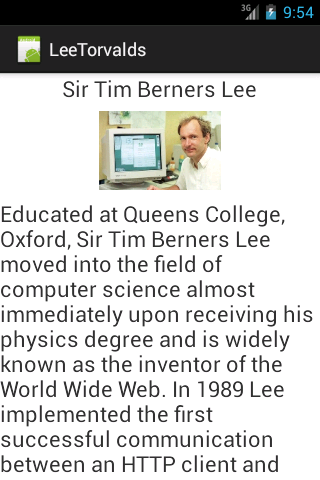 3G 9:54
LeeTorvalds
Sir Tim Berners Lee
Educated at Queens College,
Oxford, Sir Tim Berners Lee
moved into the field of
computer science almost
immediately upon receiving his
physics degree and is widely
known as the inventor of the
World Wide Web. In 1989 Lee
implemented the first
successful communication
between an HTTP client and